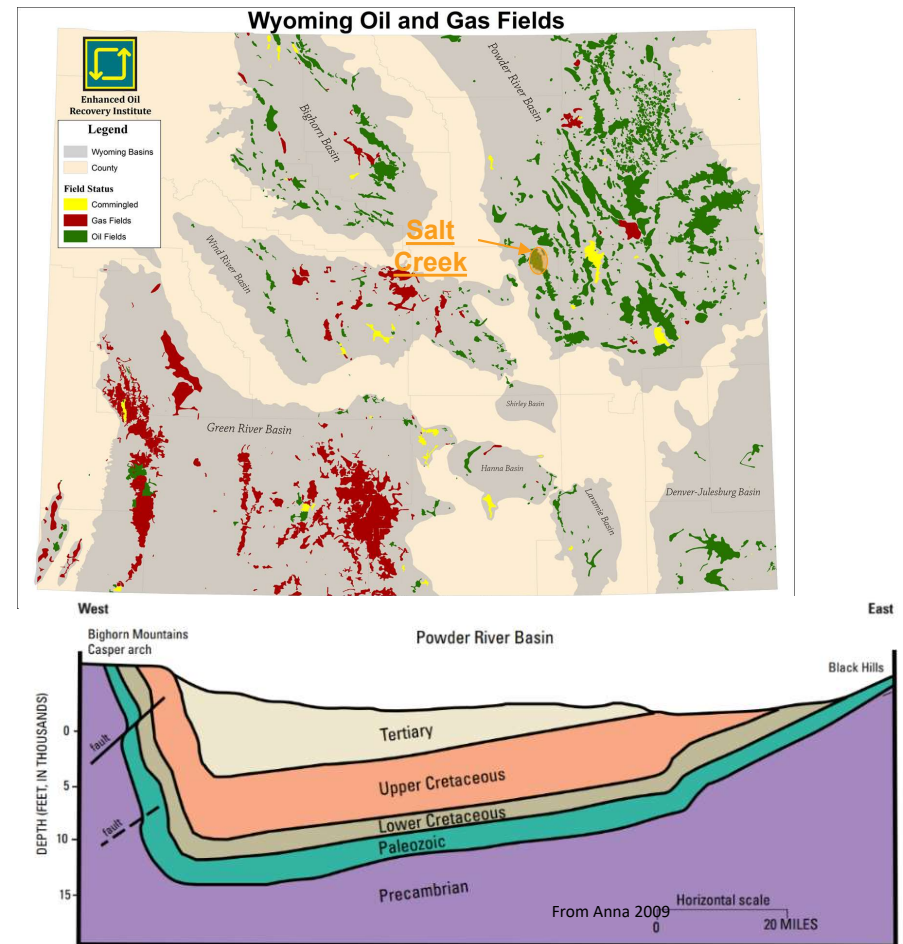 Wyoming Oil and Gas Fields
Enhanced Oil
Recovery Institute
Legend
Wyoming Basins
County
Field Status
Commingled
Gas Fields
Oil Fields
Powder River Basin
Bighorn Basin
Salt
Creek
Wind River Basin
Shirley Basin
Green River Basin
Hanna Basin
Laramie Basin
Denver-Julesburg Basin
West
East
Bighorn Mountains
Casper arch
Powder River Basin
Black Hills
DEPTH (FEET, IN THOUSANDS)
0
5
10
15
fault
fault
Tertiary
Upper Cretaceous
Lower Cretaceous
Paleozoic
Precambrian
From Anna 2009
Horizontal scale
0
20 MILES